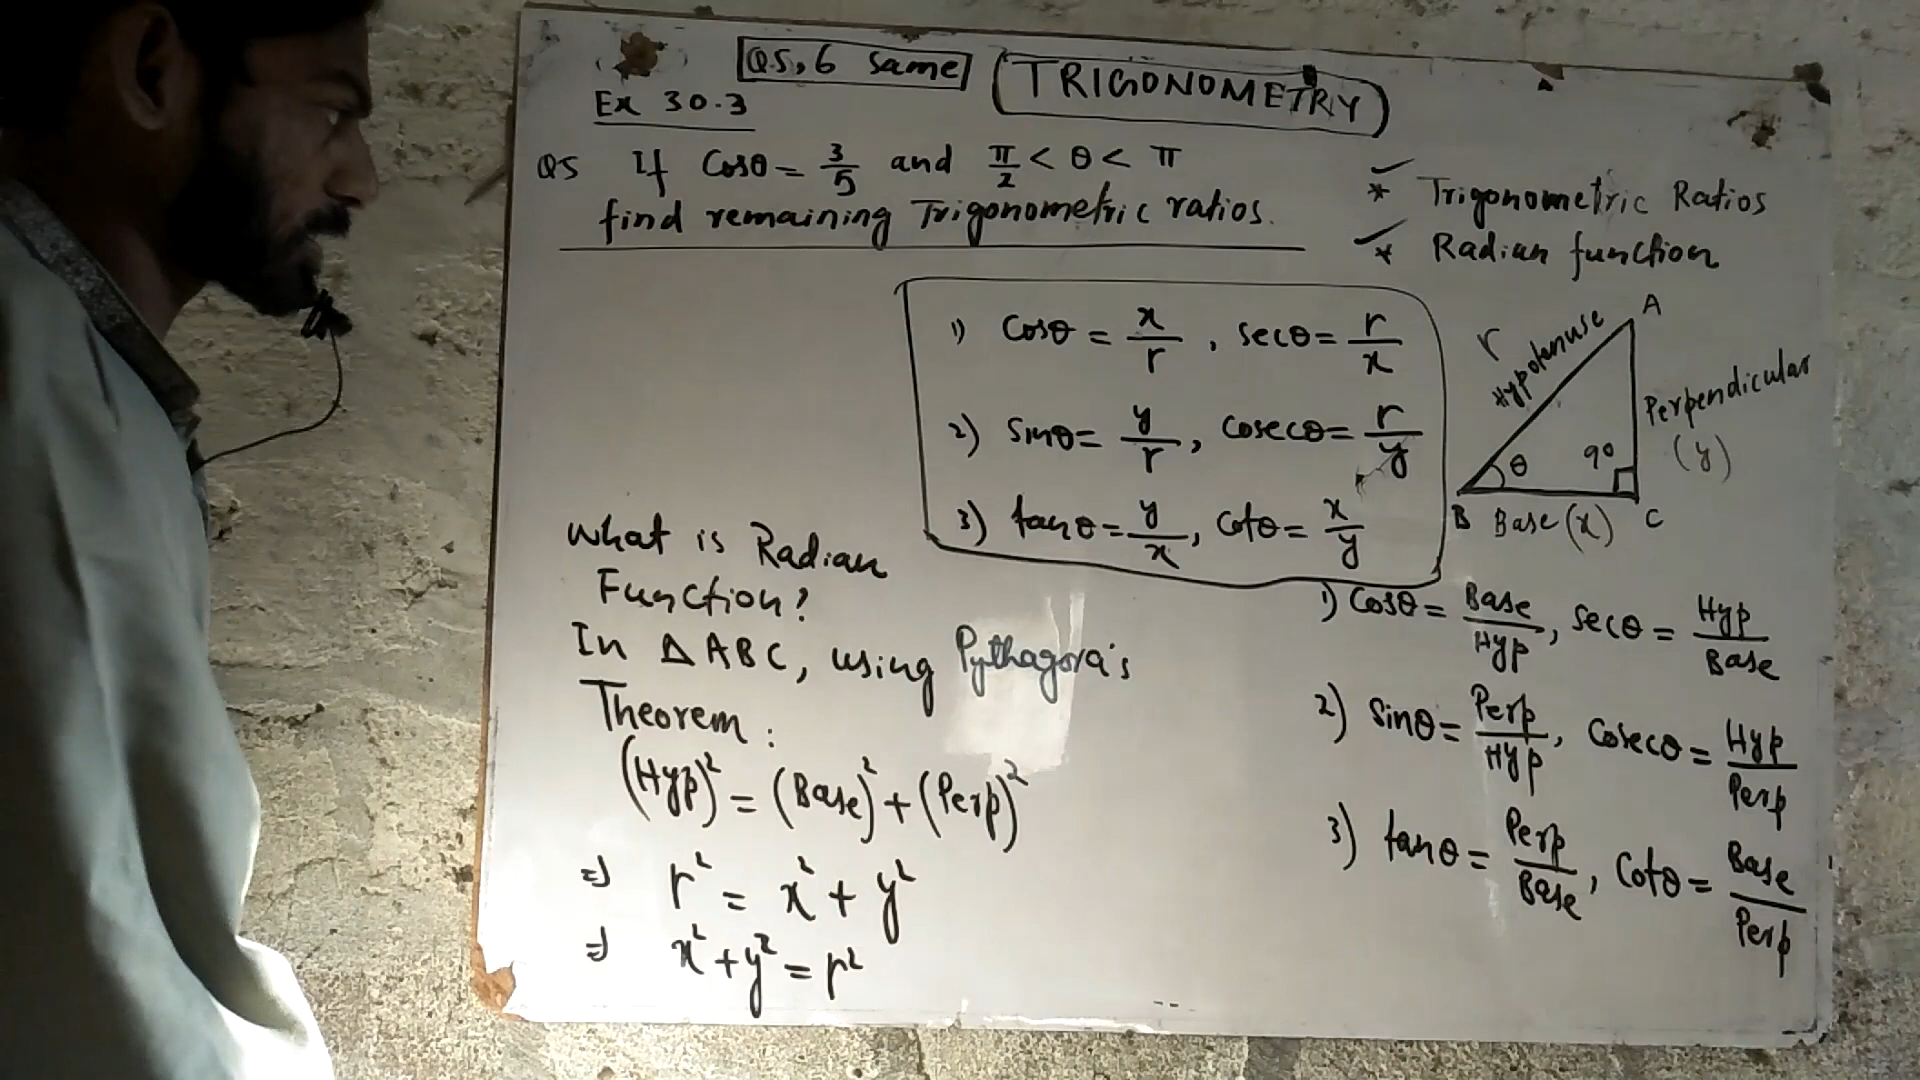 Q5, 6 Same
TRIGONOMETRY
Ex 30.3
Q5 If Cosθ = 3/5 and π/2 < θ < π
find remaining Trigonometric ratios.
* Trigonometric Ratios
* Radian function
1) Cosθ = x/r , secθ = r/x
2) Sinθ = y/r , Cosecθ = r/y
3) tanθ = y/x , Cotθ = x/y
A
r
Hypotenuse
Perpendicular
(y)
θ
90
B Base (x) C
What is Radian
Function?
In ΔABC, using Pythagora's
Theorem :
(Hyp)² = (Base)² + (Perp)²
=> r² = x² + y²
=> x² + y² = r²
1) Cosθ = Base/Hyp , Secθ = Hyp/Base
2) Sinθ = Perp/Hyp , Cosecθ = Hyp/Perp
3) tanθ = Perp/Base , Cotθ = Base/Perp